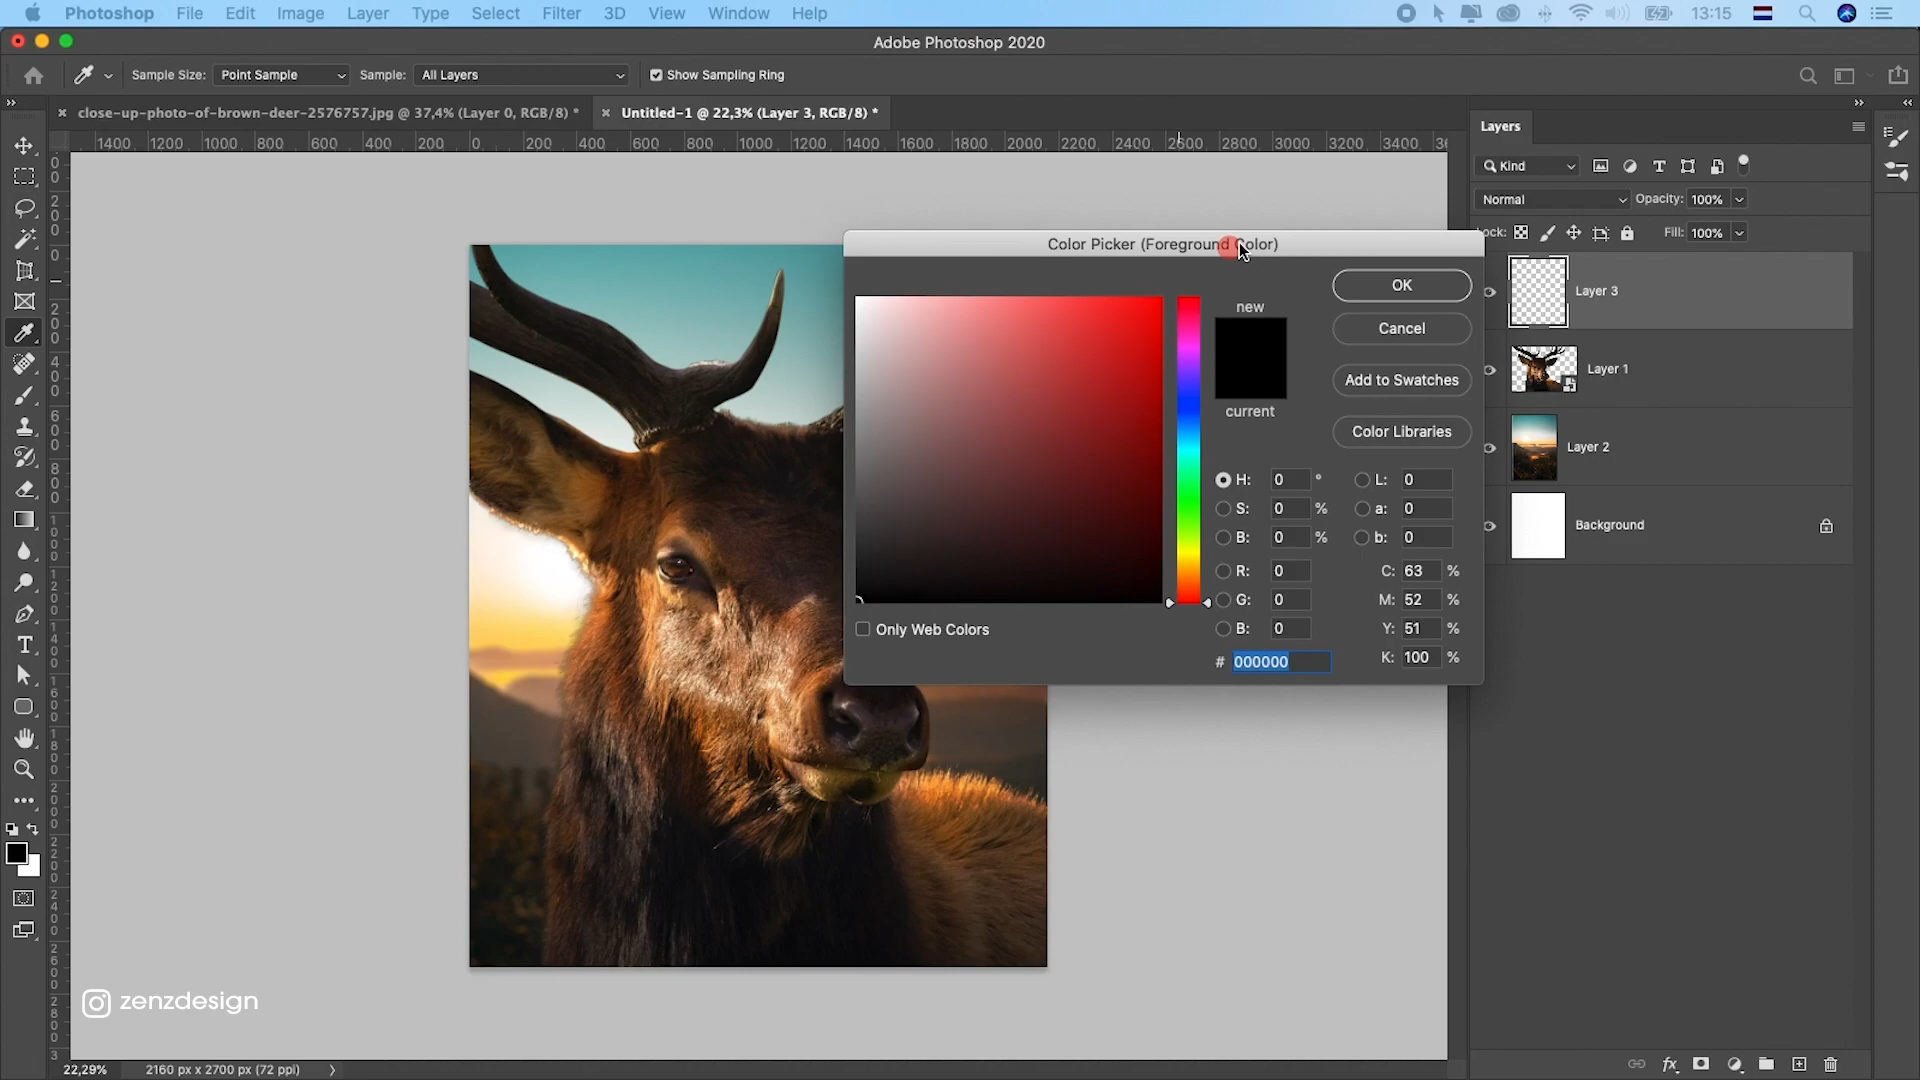 Photoshop File Edit Image Layer Type Select Filter 3D View Window Help 13:15
Adobe Photoshop 2020
Sample Size: Point Sample Sample: All Layers Show Sampling Ring
close-up-photo-of-brown-deer-2576757.jpg @ 37,4% (Layer 0, RGB/8) * Untitled-1 @ 22,3% (Layer 3, RGB/8) *
1400 1200 1000 800 600 400 200 0 200 400 600 800 1000 1200 1400 1600 1800 2000 2200 2400 2600 2800 3000 3200 3400
Layers
Kind
Normal Opacity: 100%
Lock: Fill: 100%
Layer 3
Layer 1
Layer 2
Background
Color Picker (Foreground Color)
new
current
OK
Cancel
Add to Swatches
Color Libraries
H: 0 ° L: 0
S: 0 % a: 0
B: 0 % b: 0
R: 0 C: 63 %
G: 0 M: 52 %
B: 0 Y: 51 %
# 000000 K: 100 %
Only Web Colors
zenzdesign
22,29% 2160 px x 2700 px (72 ppi)
fx